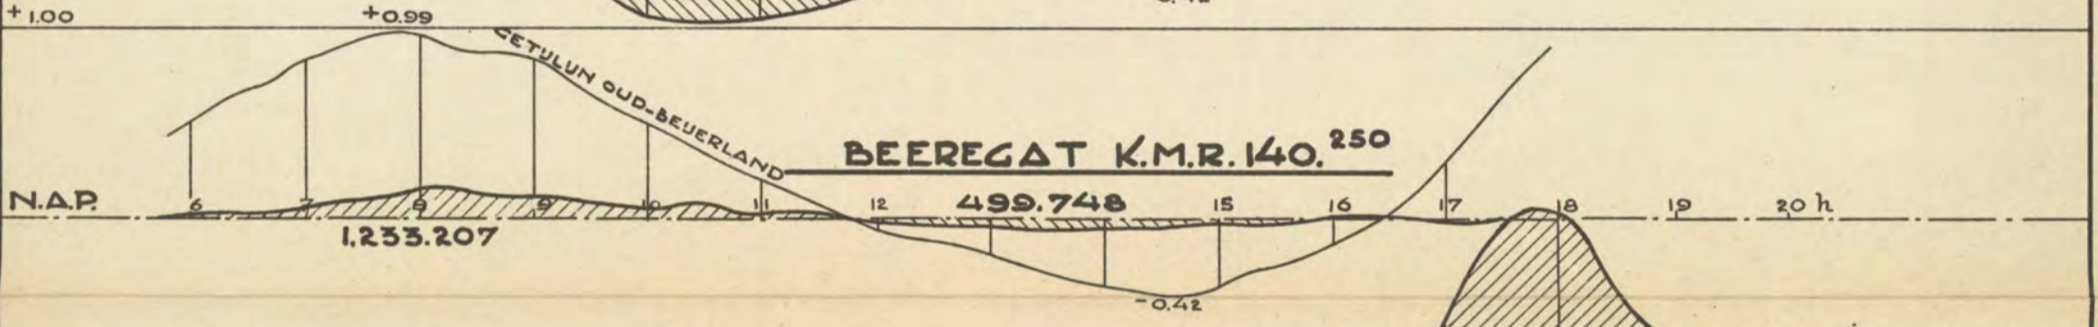 +1.00 +0.99
GETIJLIJN OUD-BEIJERLAND
BEEREGAT K.M.R. 140.250
N.A.P. 6 7 8 9 10 11 12 499.748 15 16 17 18 19 20 h
1.233.207
-0.42